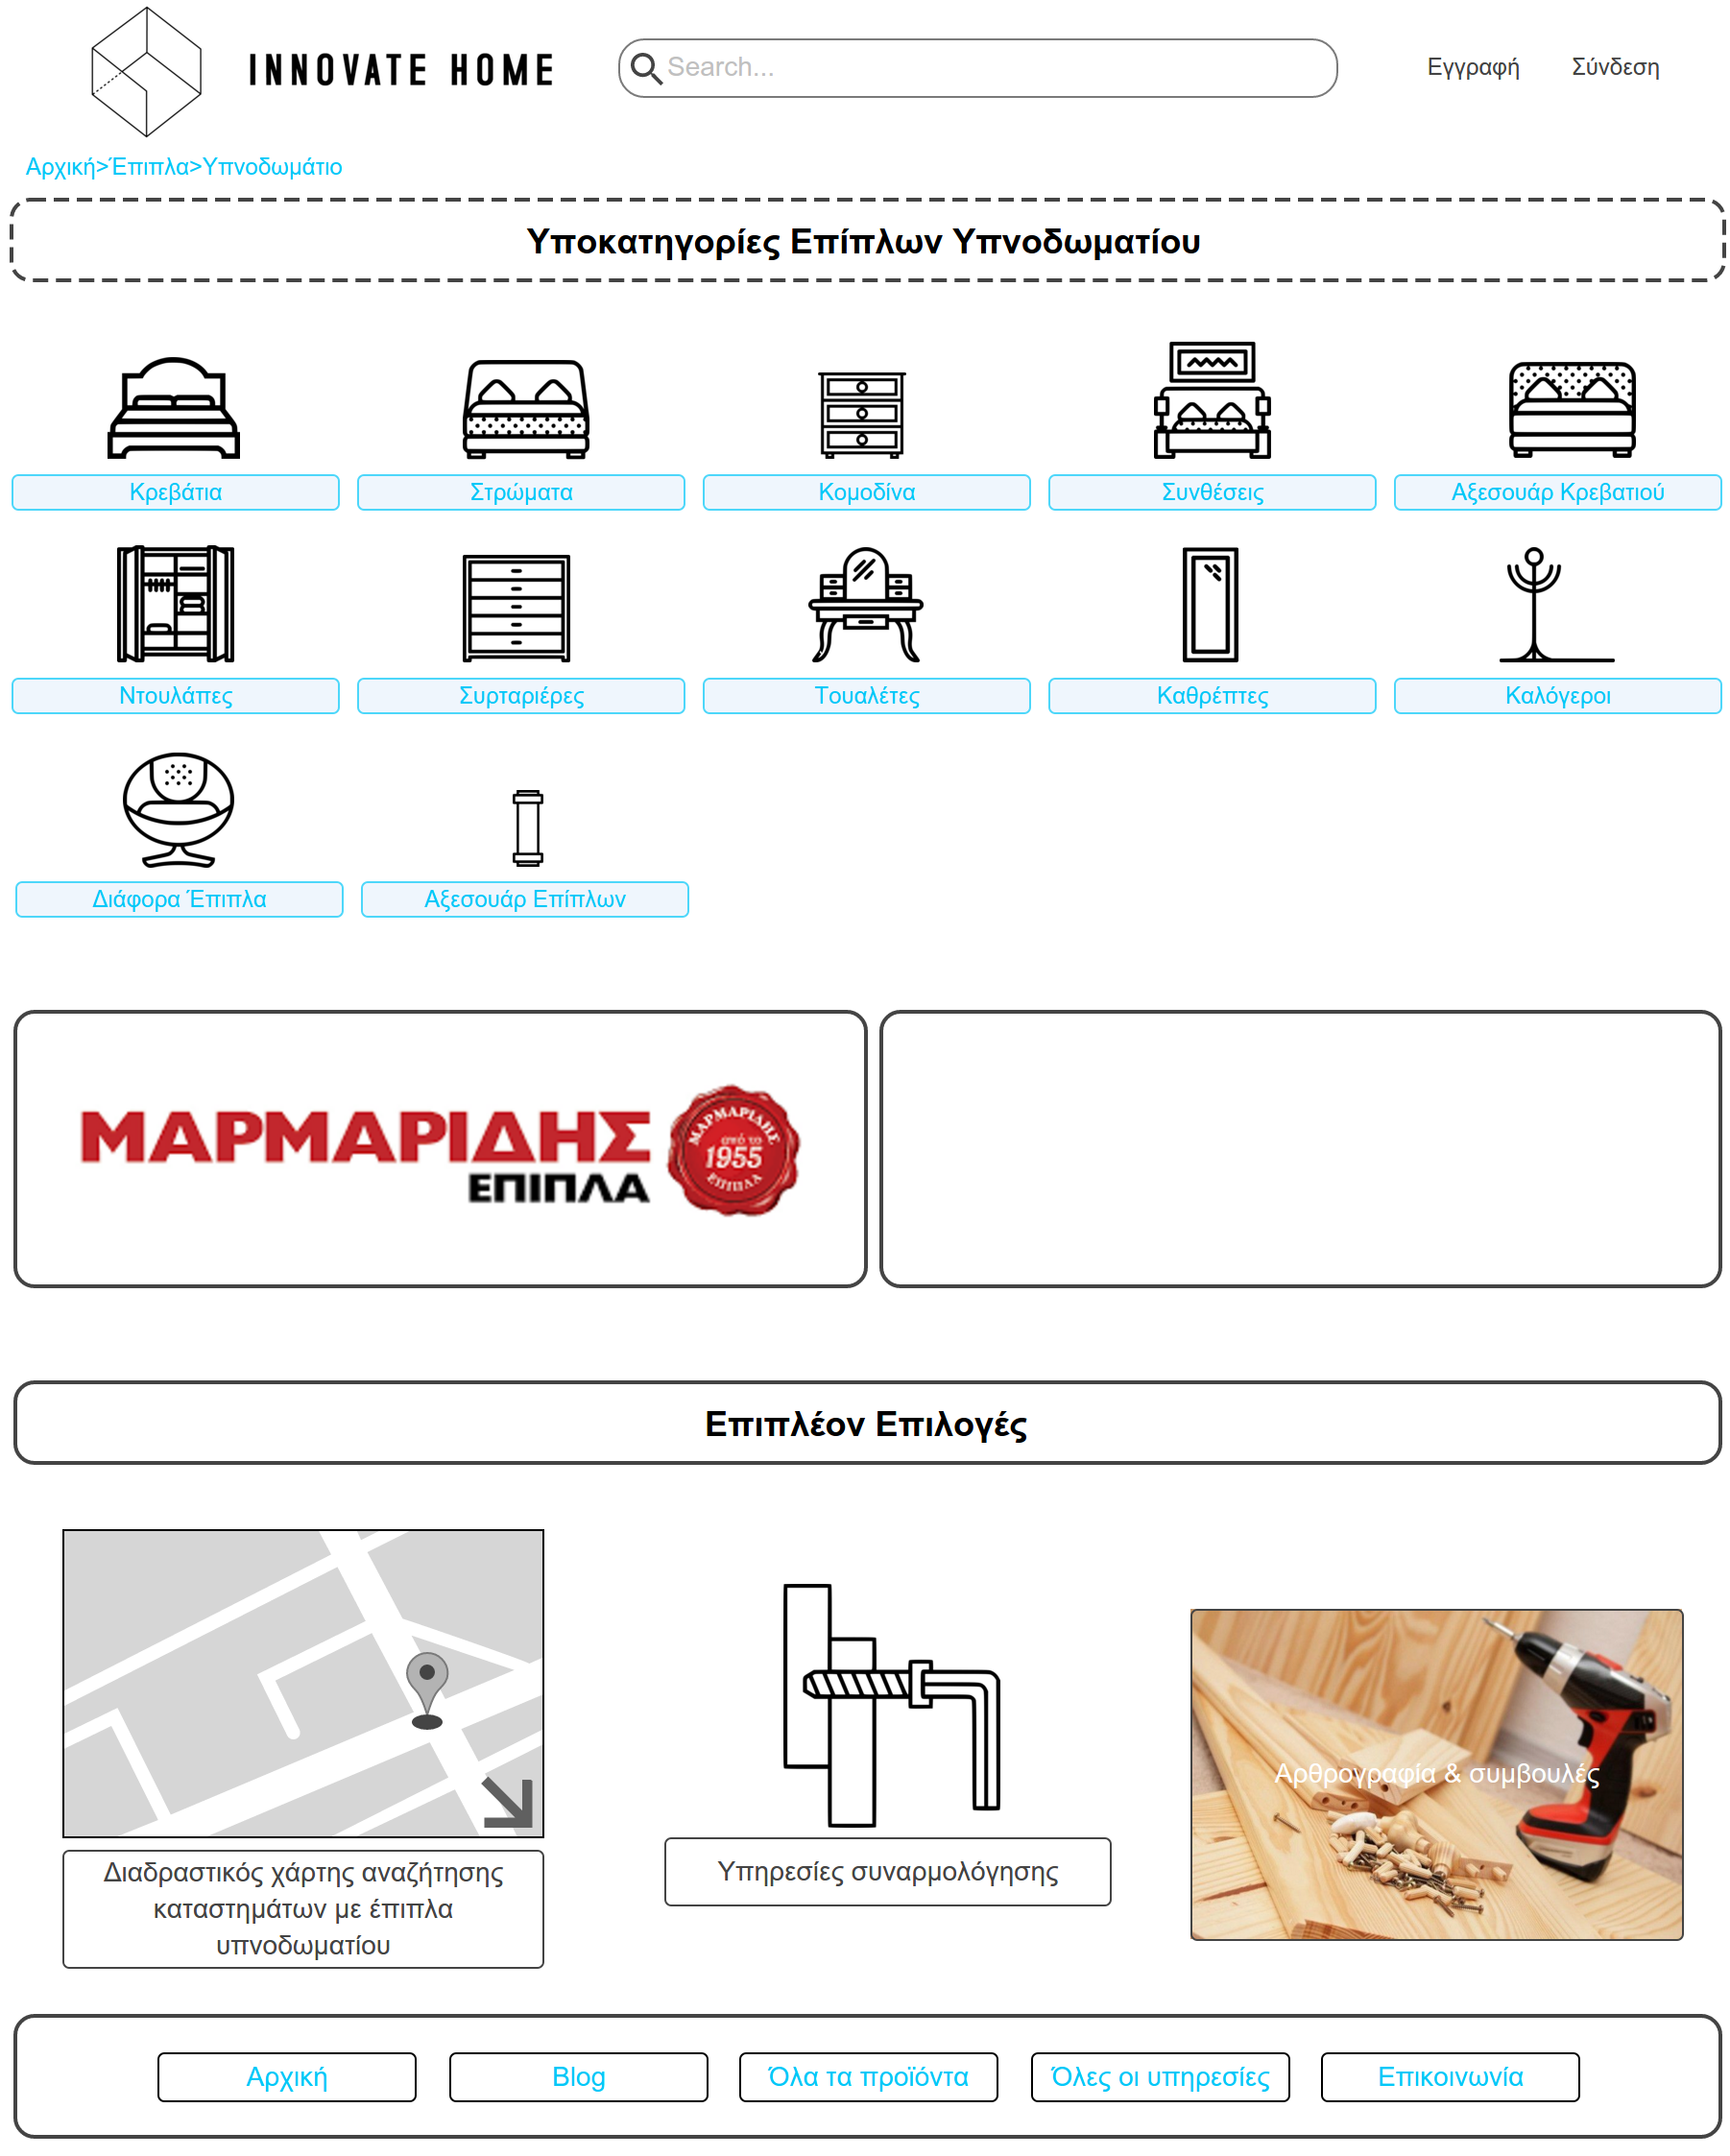 INNOVATE HOME
Search...
Εγγραφή
Σύνδεση
Αρχική>Έπιπλα>Υπνοδωμάτιο
Υποκατηγορίες Επίπλων Υπνοδωματίου
Κρεβάτια
Στρώματα
Κομοδίνα
Συνθέσεις
Αξεσουάρ Κρεβατιού
Ντουλάπες
Συρταριέρες
Τουαλέτες
Καθρέπτες
Καλόγεροι
Διάφορα Έπιπλα
Αξεσουάρ Επίπλων
ΜΑΡΜΑΡΙΔΗΣ
ΕΠΙΠΛΑ
ΜΑΡΜΑΡΙΔΗΣ
από το
1955
ΕΠΙΠΛΑ
Επιπλέον Επιλογές
Διαδραστικός χάρτης αναζήτησης
καταστημάτων με έπιπλα
υπνοδωματίου
Υπηρεσίες συναρμολόγησης
Αρθρογραφία & συμβουλές
Αρχική
Blog
Όλα τα προϊόντα
Όλες οι υπηρεσίες
Επικοινωνία